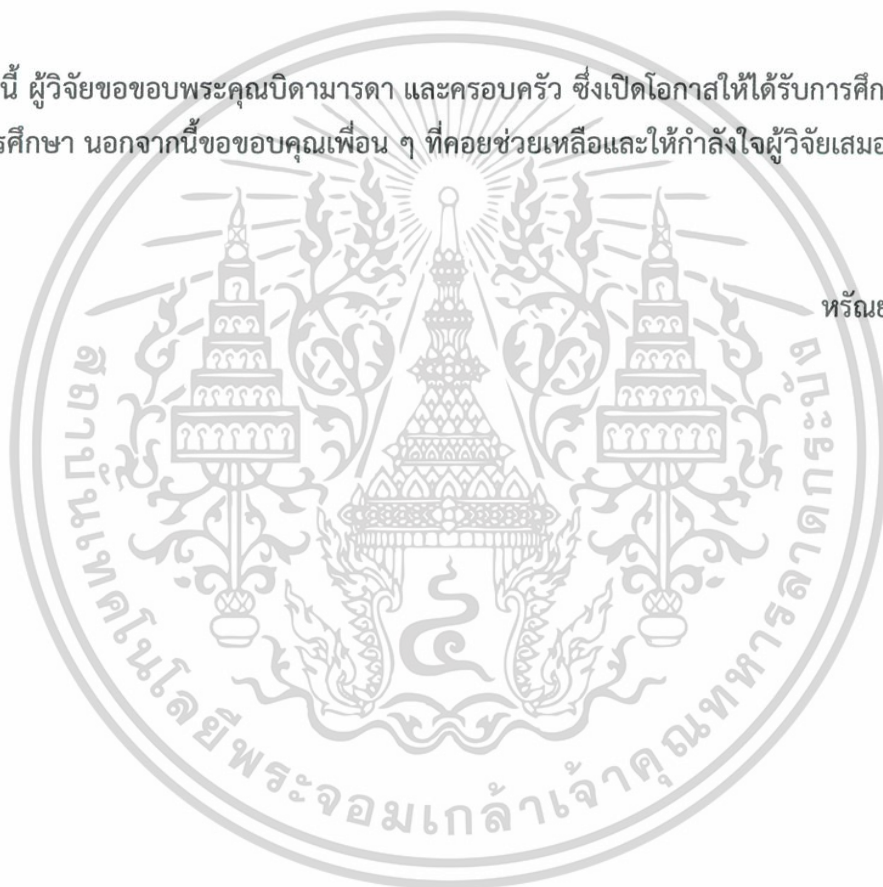 นี้ ผู้วิจัยขอขอบพระคุณบิดามารดา และครอบครัว ซึ่งเปิดโอกาสให้ได้รับการศึก
รศึกษา นอกจากนี้ขอขอบคุณเพื่อน ๆ ที่คอยช่วยเหลือและให้กำลังใจผู้วิจัยเสมอ
หรัณย
สถาบันเทคโนโลยีพระจอมเกล้าเจ้าคุณทหารลาดกระบัง
๔